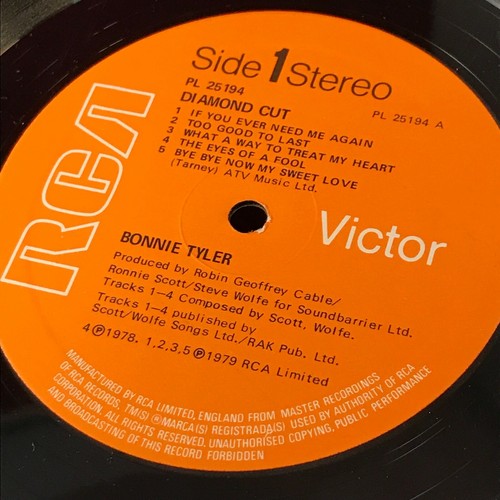 Side 1 Stereo
PL 25194
PL 25194 A
DIAMOND CUT
1 IF YOU EVER NEED ME AGAIN
2 TOO GOOD TO LAST
3 WHAT A WAY TO TREAT MY HEART
4 THE EYES OF A FOOL
5 BYE BYE NOW MY SWEET LOVE
(Tarney) ATV Music Ltd.
RCA
Victor
BONNIE TYLER
Produced by Robin Geoffrey Cable/
Ronnie Scott/Steve Wolfe for Soundbarrier Ltd.
Tracks 1–4 Composed by Scott, Wolfe.
Tracks 1–4 published by
Scott/Wolfe Songs Ltd./RAK Pub. Ltd.
4 ℗ 1978. 1.2.3.5 ℗ 1979 RCA Limited
MANUFACTURED BY RCA LIMITED, ENGLAND FROM MASTER RECORDINGS
OF RCA RECORDS. TM(S) ® MARCA(S) REGISTRADA(S) USED BY AUTHORITY OF RCA
CORPORATION. ALL RIGHTS RESERVED. UNAUTHORISED COPYING, PUBLIC PERFORMANCE
AND BROADCASTING OF THIS RECORD FORBIDDEN